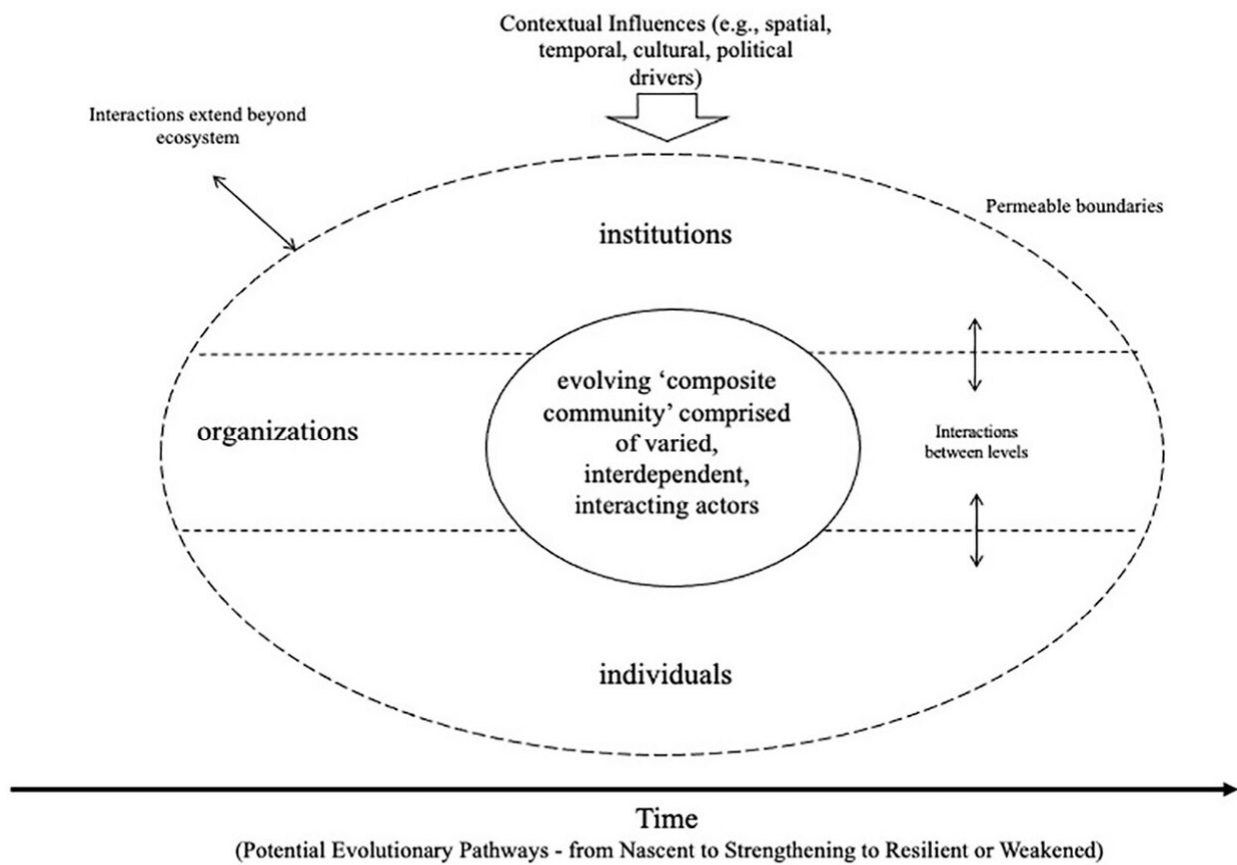 Contextual Influences (e.g., spatial,
temporal, cultural, political
drivers)
Interactions extend beyond
ecosystem
Permeable boundaries
institutions
evolving ‘composite
community’ comprised
of varied,
interdependent,
interacting actors
organizations
Interactions
between levels
individuals
Time
(Potential Evolutionary Pathways - from Nascent to Strengthening to Resilient or Weakened)